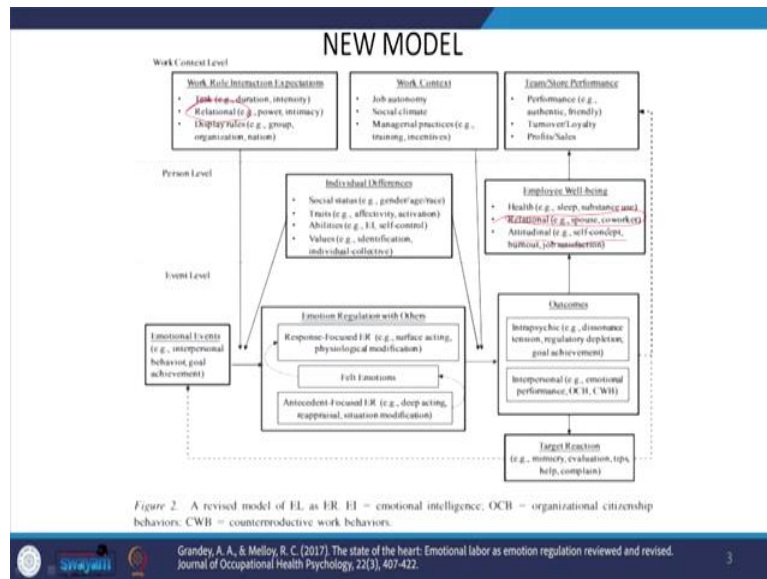 NEW MODEL
Work Context Level
Work Role Interaction Expectations
• Task (e.g., duration, intensity)
• Relational (e.g., power, intimacy)
• Display rules (e.g., group,
organization, nation)
Work Context
• Job autonomy
• Social climate
• Managerial practices (e.g.,
training, incentives)
Team/Store Performance
• Performance (e.g.,
authentic, friendly)
• Turnover/Loyalty
• Profits/Sales
Person Level
Individual Differences
• Social status (e.g., gender/age/race)
• Traits (e.g., affectivity, activation)
• Abilities (e.g., EI, self-control)
• Values (e.g., identification,
individual/collective)
Employee Well-being
• Health (e.g., sleep, substance use)
• Relational (e.g., spouse, coworker)
• Attitudinal (e.g., self-concept,
burnout, job satisfaction)
Event Level
Emotional Events
(e.g., interpersonal
behavior, goal
achievement)
Emotion Regulation with Others
Response-Focused ER (e.g., surface acting,
physiological modification)
Felt Emotions
Antecedent-Focused ER (e.g., deep acting,
reappraisal, situation modification)
Outcomes
Intrapsychic (e.g., dissonance
tension, regulatory depletion,
goal achievement)
Interpersonal (e.g., emotional
performance, OCB, CWB)
Target Reaction
(e.g., mimicry, evaluation, tips,
help, complain)
Figure 2. A revised model of EL as ER. EI = emotional intelligence; OCB = organizational citizenship
behaviors; CWB = counterproductive work behaviors.
swayam
Grandey, A. A., & Melloy, R. C. (2017). The state of the heart: Emotional labor as emotion regulation reviewed and revised.
Journal of Occupational Health Psychology, 22(3), 407-422.
3